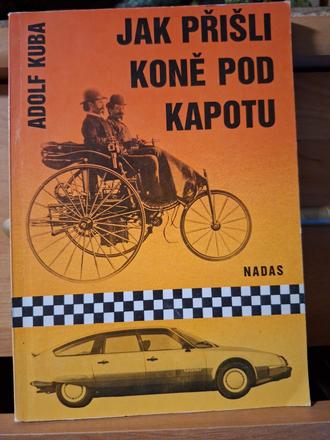 ADOLF KUBA
JAK PŘIŠLI
KONĚ POD
KAPOTU
NADAS